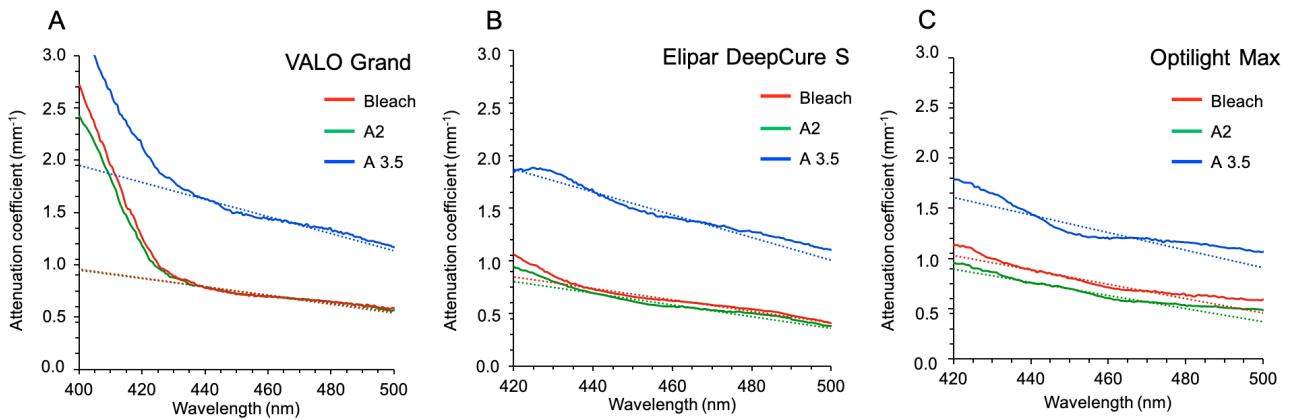 A
VALO Grand
Bleach
A2
A 3.5
Attenuation coefficient (mm-1)
3.0
2.5
2.0
1.5
1.0
0.5
0.0
400
420
440
460
480
500
Wavelength (nm)
B
Elipar DeepCure S
Bleach
A2
A 3.5
Attenuation coefficient (mm-1)
3.0
2.5
2.0
1.5
1.0
0.5
0.0
420
440
460
480
500
Wavelength (nm)
C
Optilight Max
Bleach
A2
A 3.5
Attenuation coefficient (mm-1)
3.0
2.5
2.0
1.5
1.0
0.5
0.0
420
440
460
480
500
Wavelength (nm)